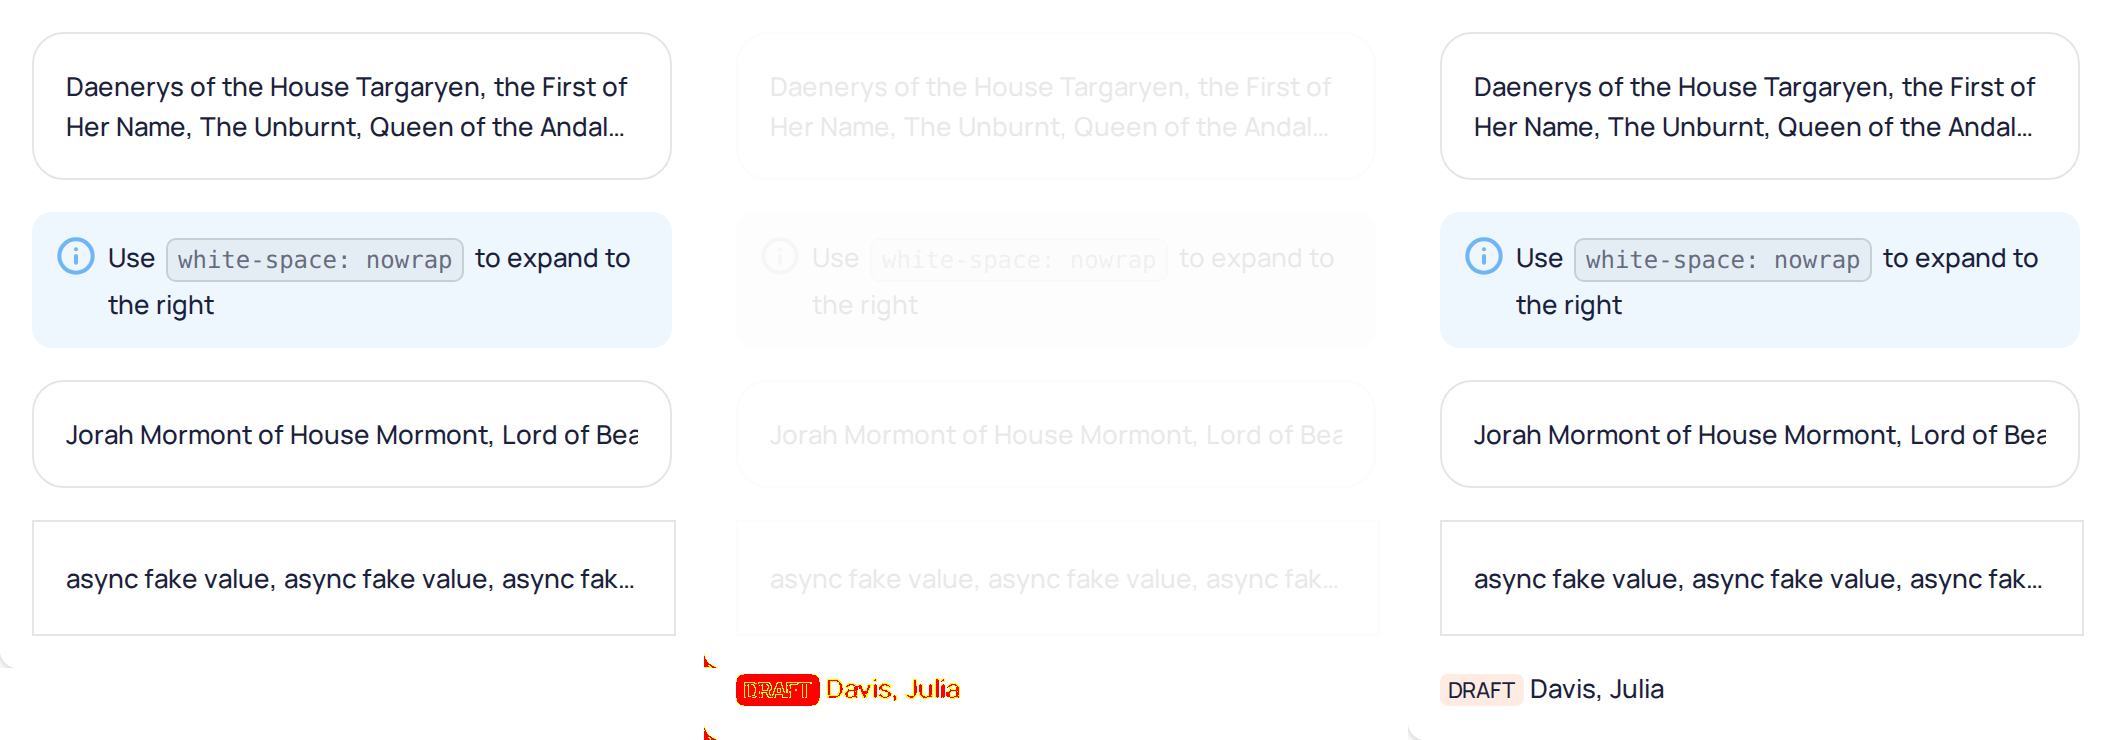 Daenerys of the House Targaryen, the First of
Her Name, The Unburnt, Queen of the Andal...
Use white-space: nowrap to expand to
the right
Jorah Mormont of House Mormont, Lord of Bea
async fake value, async fake value, async fak...
Daenerys of the House Targaryen, the First of
Her Name, The Unburnt, Queen of the Andal...
Use white-space: nowrap to expand to
the right
Jorah Mormont of House Mormont, Lord of Bea
async fake value, async fake value, async fak...
DRAFT Davis, Julia
Daenerys of the House Targaryen, the First of
Her Name, The Unburnt, Queen of the Andal...
Use white-space: nowrap to expand to
the right
Jorah Mormont of House Mormont, Lord of Bea
async fake value, async fake value, async fak...
DRAFT Davis, Julia